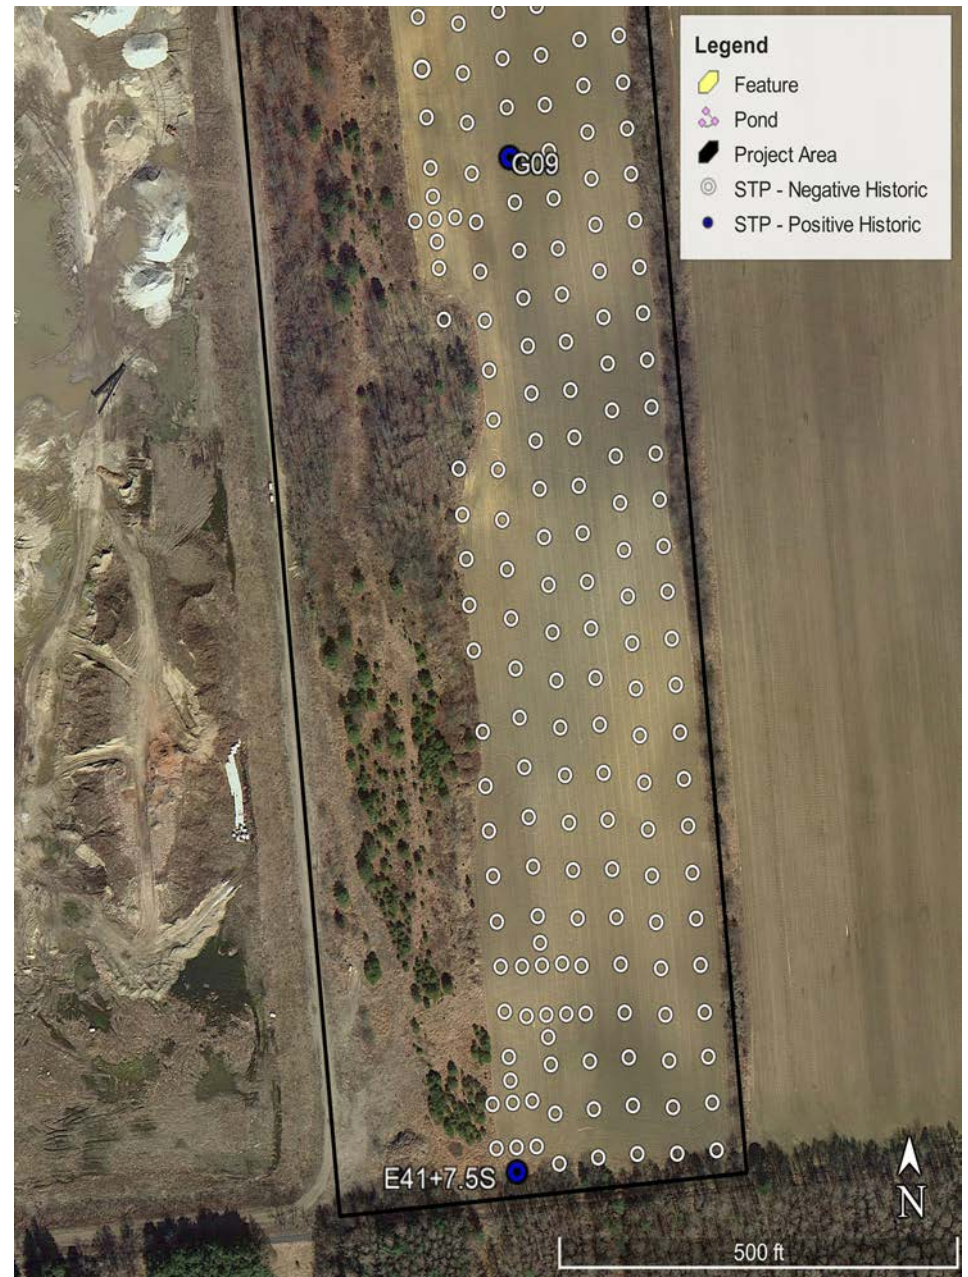 Legend
Feature
Pond
Project Area
STP - Negative Historic
STP - Positive Historic
G09
E41+7.5S
N
500 ft